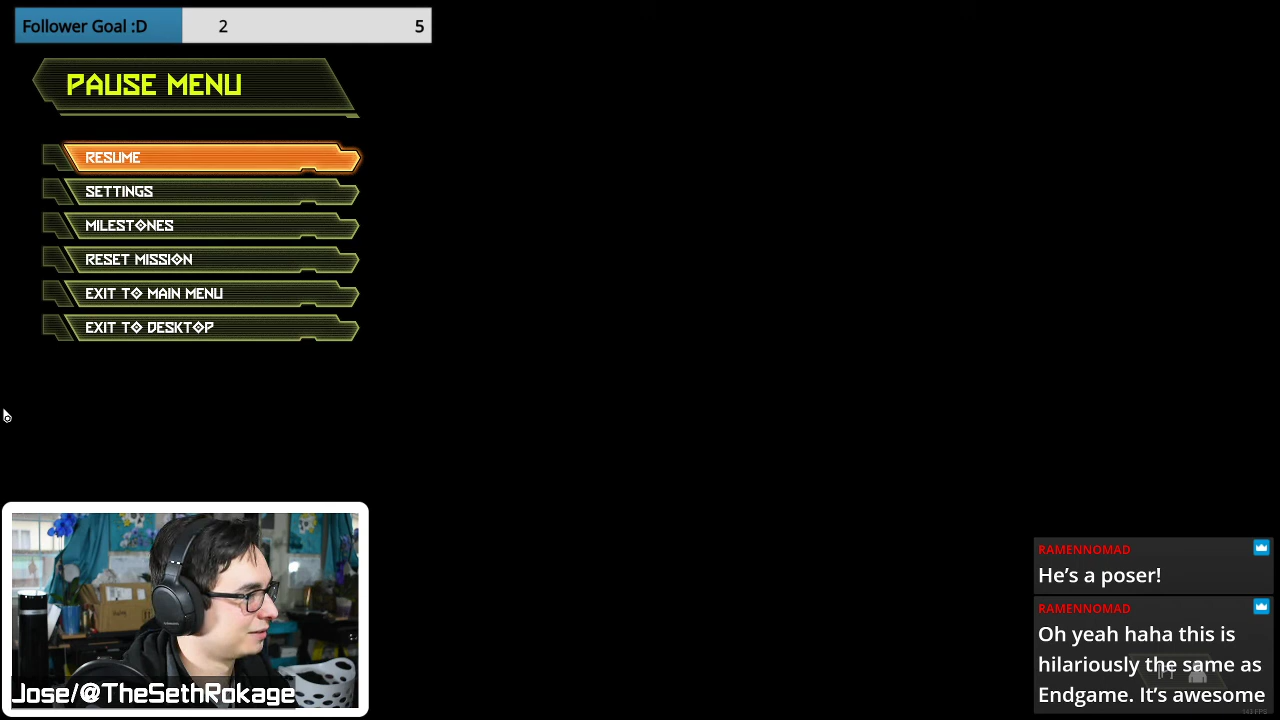 Follower Goal :D 2 5
PAUSE MENU
RESUME
SETTINGS
MILESTONES
RESET MISSION
EXIT TO MAIN MENU
EXIT TO DESKTOP
Jose/@TheSethRokage
RAMENNOMAD
He's a poser!
RAMENNOMAD
Oh yeah haha this is
hilariously the same as
Endgame. It's awesome